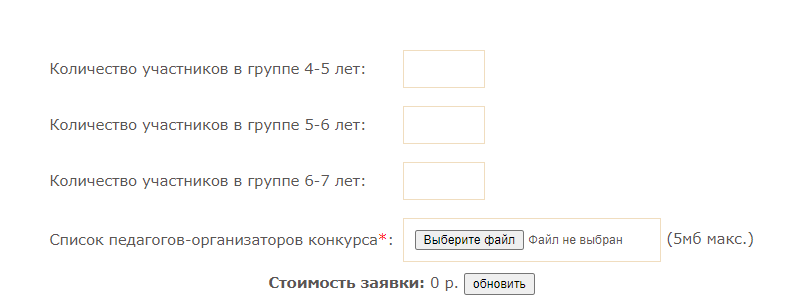 Количество участников в группе 4-5 лет:
Количество участников в группе 5-6 лет:
Количество участников в группе 6-7 лет:
Список педагогов-организаторов конкурса*: Выберите файл Файл не выбран (5мб макс.)
Стоимость заявки: 0 р. обновить